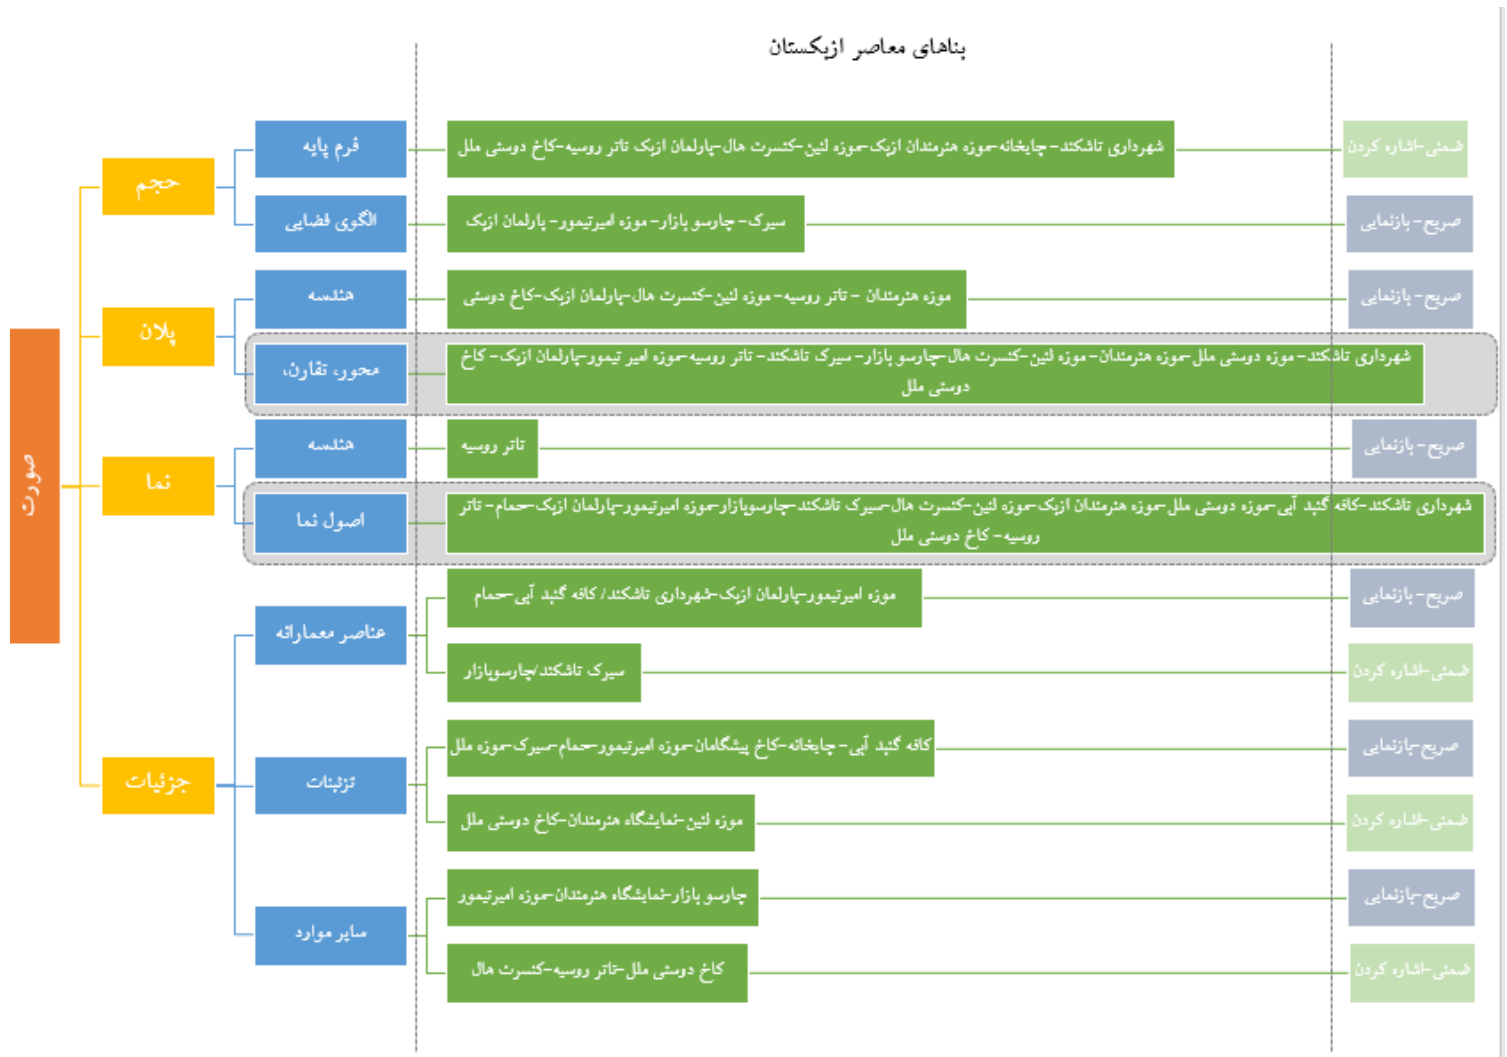 بناهای معاصر ازبکستان
صورت
حجم
فرم پایه
شهرداری تاشکند- چایخانه-موزه هنرمندان ازبک-موزه لنین-کنسرت هال-پارلمان ازبک تاتر روسیه-کاخ دوستی ملل
ضمنی-اشاره کردن
الگوی فضایی
سیرک- چارسو بازار- موزه امیرتیمور- پارلمان ازبک
صریح- بازنمایی
پلان
هندسه
موزه هنرمندان - تاتر روسیه- موزه لنین-کنسرت هال-پارلمان ازبک-کاخ دوستی
صریح- بازنمایی
محور، تقارن،
شهرداری تاشکند- موزه دوستی ملل-موزه هنرمندان- موزه لنین-کنسرت هال-چارسو بازار- سیرک تاشکند- تاتر روسیه-موزه امیر تیمور-پارلمان ازبک- کاخ
دوستی ملل
نما
هندسه
تاتر روسیه
صریح- بازنمایی
اصول نما
شهرداری تاشکند-کافه گنبد آبی-موزه دوستی ملل-موزه هنرمندان ازبک-موزه لنین-کنسرت هال-سیرک تاشکند-چارسوبازار-موزه امیرتیمور-پارلمان ازبک-حمام- تاتر
روسیه- کاخ دوستی ملل
جزئیات
عناصر معمارانه
موزه امیرتیمور-پارلمان ازبک-شهرداری تاشکند/ کافه گنبد آبی-حمام
صریح- بازنمایی
سیرک تاشکند/چارسوبازار
ضمنی-اشاره کردن
تزئینات
کافه گنبد آبی- چایخانه-کاخ پیشگامان-موزه امیرتیمور-حمام-سیرک-موزه ملل
صریح-بازنمایی
موزه لنین-نمایشگاه هنرمندان-کاخ دوستی ملل
ضمنی-اشاره کردن
سایر موارد
چارسو بازار-نمایشگاه هنرمندان-موزه امیرتیمور
صریح-بازنمایی
کاخ دوستی ملل-تاتر روسیه-کنسرت هال
ضمنی-اشاره کردن